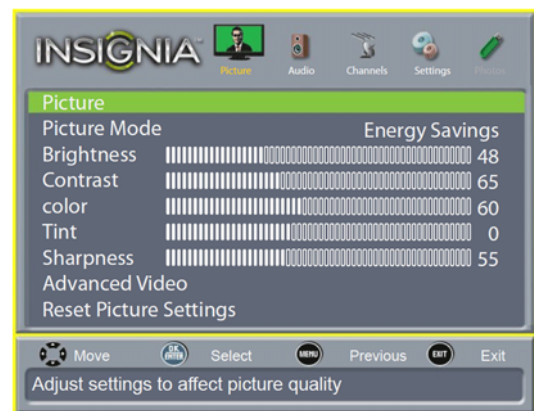 INSIGNIA
Picture Audio Channels Settings Photos
Picture
Picture Mode Energy Savings
Brightness 48
Contrast 65
color 60
Tint 0
Sharpness 55
Advanced Video
Reset Picture Settings
Move OK ENTER Select MENU Previous EXIT Exit
Adjust settings to affect picture quality